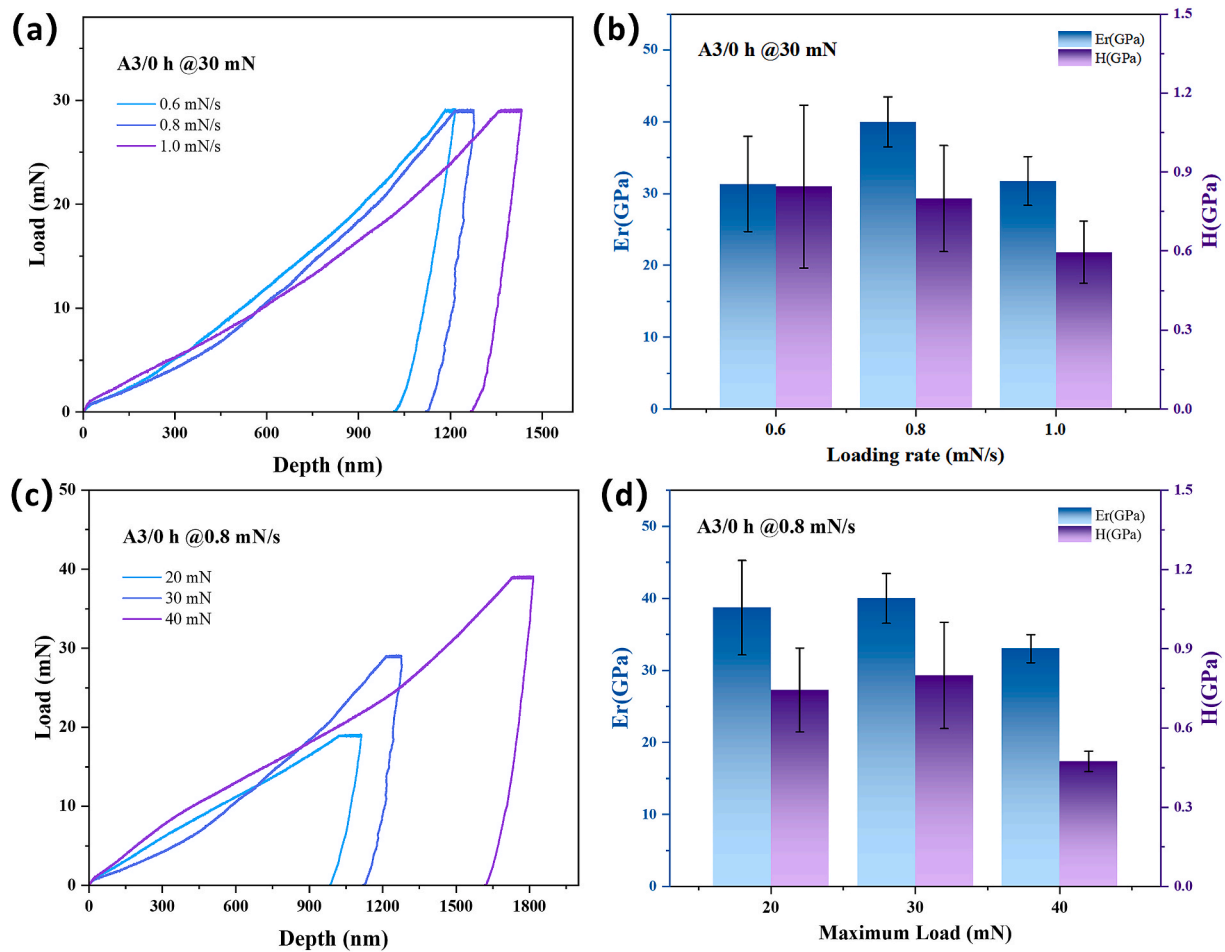 (a)
A3/0 h @30 mN
0.6 mN/s
0.8 mN/s
1.0 mN/s
Load (mN)
30
20
10
0
0 300 600 900 1200 1500
Depth (nm)
(b)
A3/0 h @30 mN
Er(GPa)
H(GPa)
Er(GPa)
50
40
30
20
10
0
1.5
1.2
0.9
0.6
0.3
0.0
H(GPa)
0.6 0.8 1.0
Loading rate (mN/s)
(c)
A3/0 h @0.8 mN/s
20 mN
30 mN
40 mN
Load (mN)
50
40
30
20
10
0
0 300 600 900 1200 1500 1800
Depth (nm)
(d)
A3/0 h @0.8 mN/s
Er(GPa)
H(GPa)
Er(GPa)
50
40
30
20
10
0
1.5
1.2
0.9
0.6
0.3
0.0
H(GPa)
20 30 40
Maximum Load (mN)